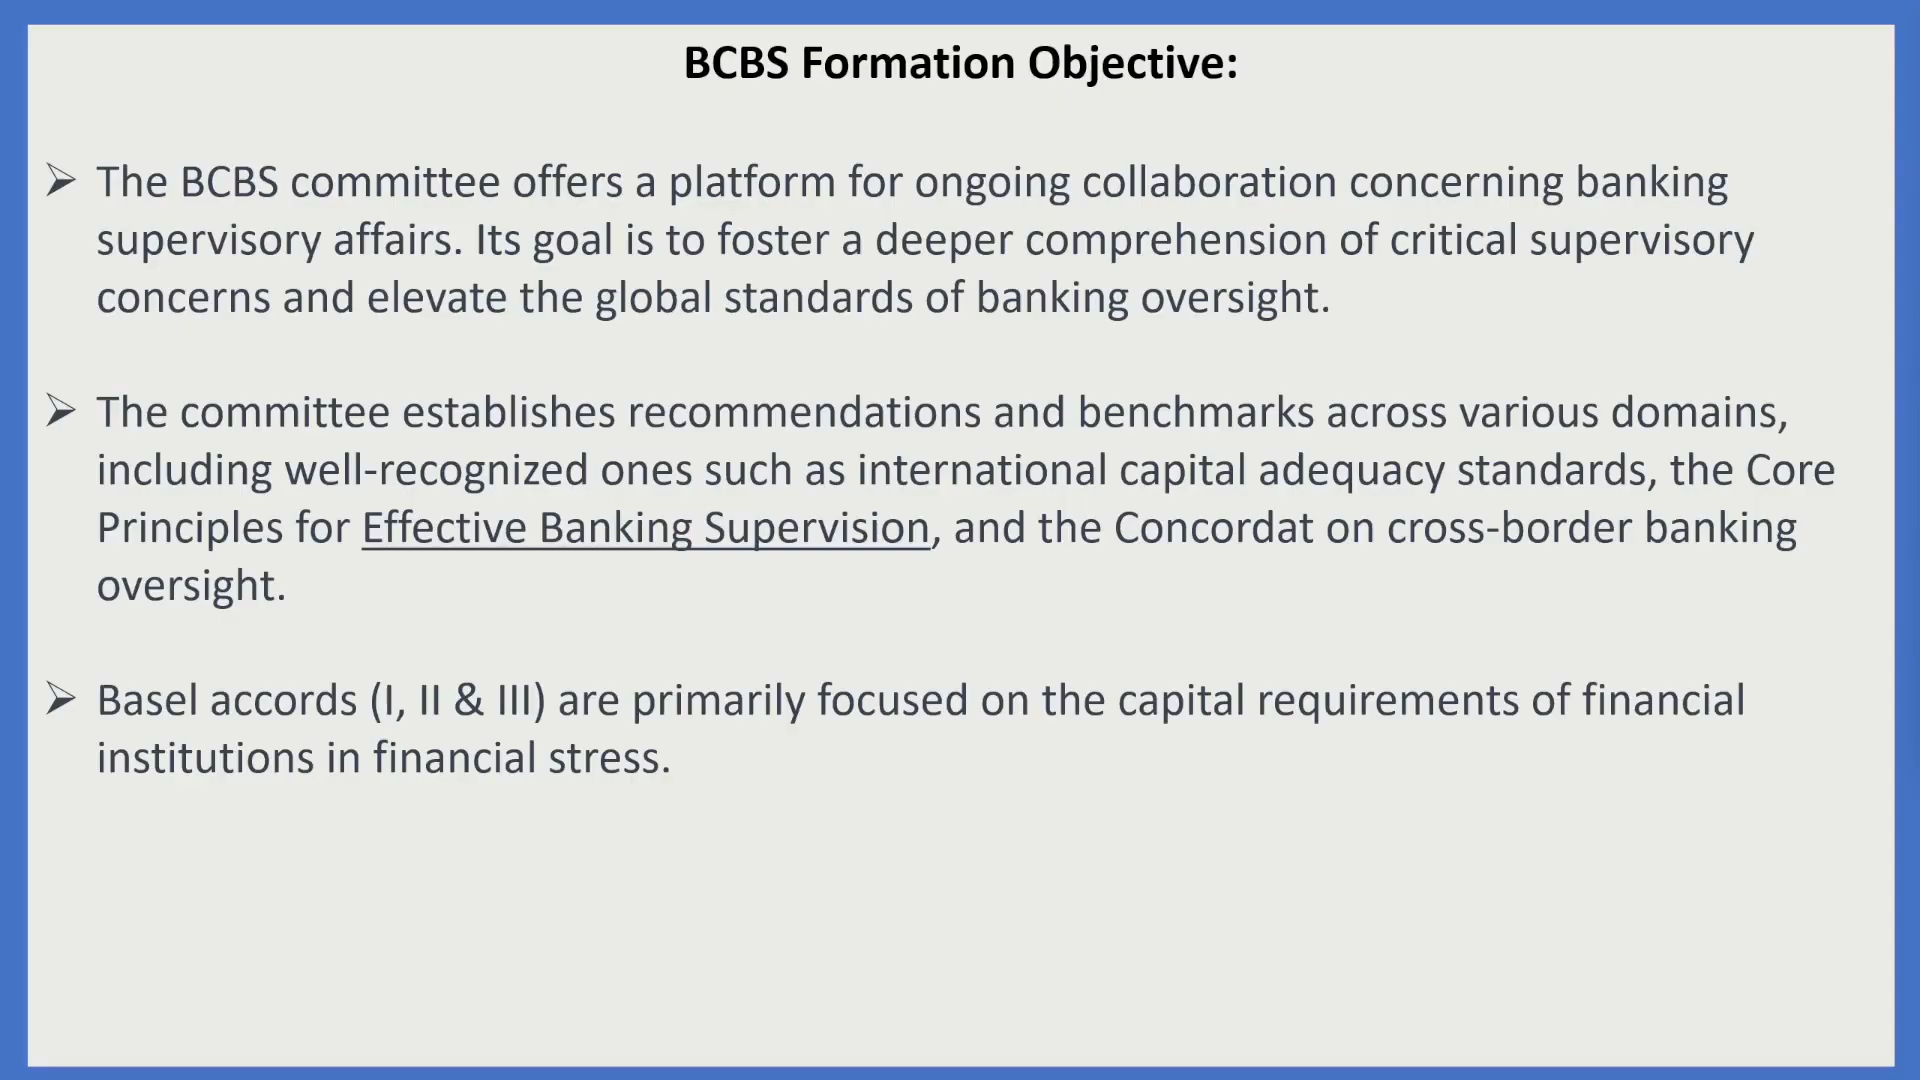 BCBS Formation Objective:
➢ The BCBS committee offers a platform for ongoing collaboration concerning banking
supervisory affairs. Its goal is to foster a deeper comprehension of critical supervisory
concerns and elevate the global standards of banking oversight.
➢ The committee establishes recommendations and benchmarks across various domains,
including well-recognized ones such as international capital adequacy standards, the Core
Principles for Effective Banking Supervision, and the Concordat on cross-border banking
oversight.
➢ Basel accords (I, II & III) are primarily focused on the capital requirements of financial
institutions in financial stress.